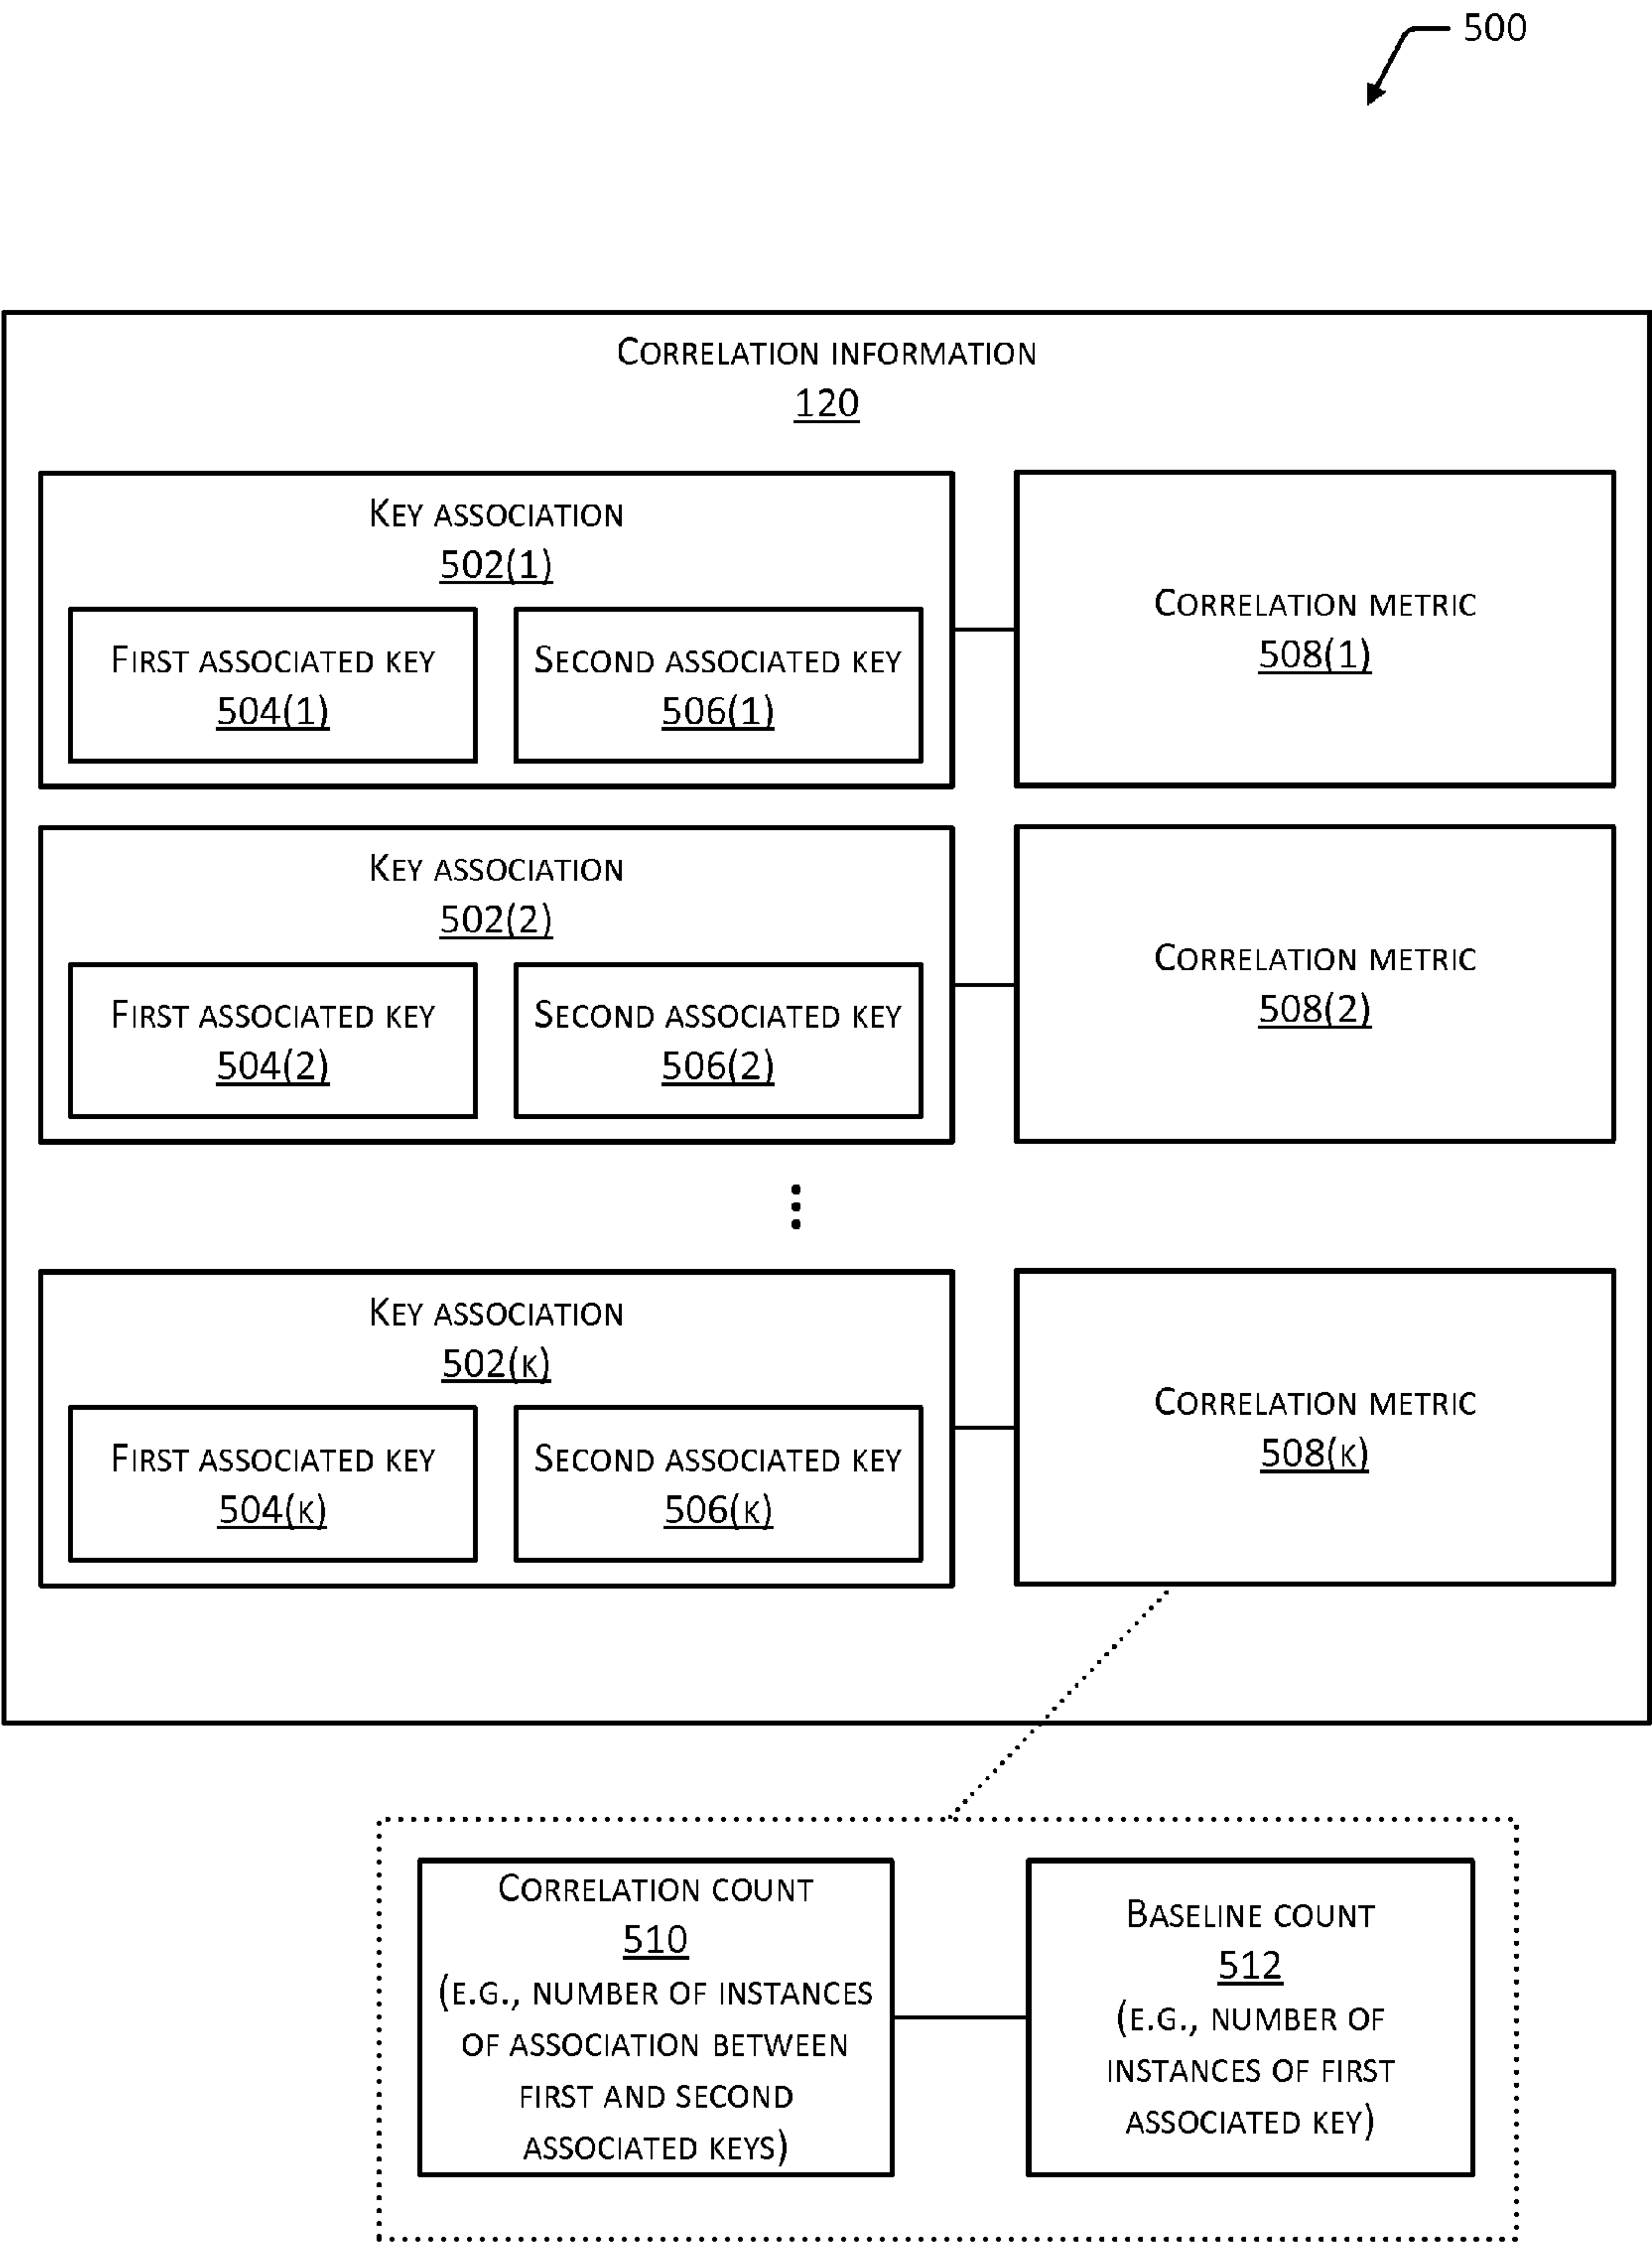 500
Correlation information
120
Key association
502(1)
First associated key
504(1)
Second associated key
506(1)
Correlation metric
508(1)
Key association
502(2)
First associated key
504(2)
Second associated key
506(2)
Correlation metric
508(2)
Key association
502(k)
First associated key
504(k)
Second associated key
506(k)
Correlation metric
508(k)
Correlation count
510
(e.g., number of instances
of association between
first and second
associated keys)
Baseline count
512
(e.g., number of
instances of first
associated key)